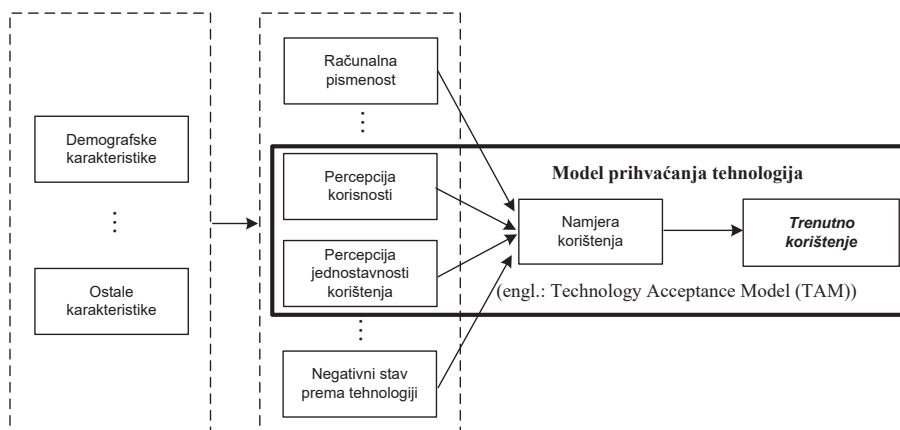 Demografske
karakteristike
⋮
Ostale
karakteristike
Računalna
pismenost
⋮
Percepcija
korisnosti
Percepcija
jednostavnosti
korištenja
⋮
Negativni stav
prema tehnologiji
Model prihvaćanja tehnologija
Namjera
korištenja
Trenutno
korištenje
(engl.: Technology Acceptance Model (TAM))